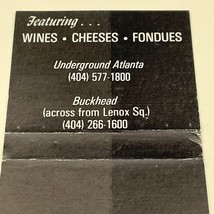 Featuring . . .
WINES • CHEESES • FONDUES
Underground Atlanta
(404) 577-1800
Buckhead
(across from Lenox Sq.)
(404) 266-1600